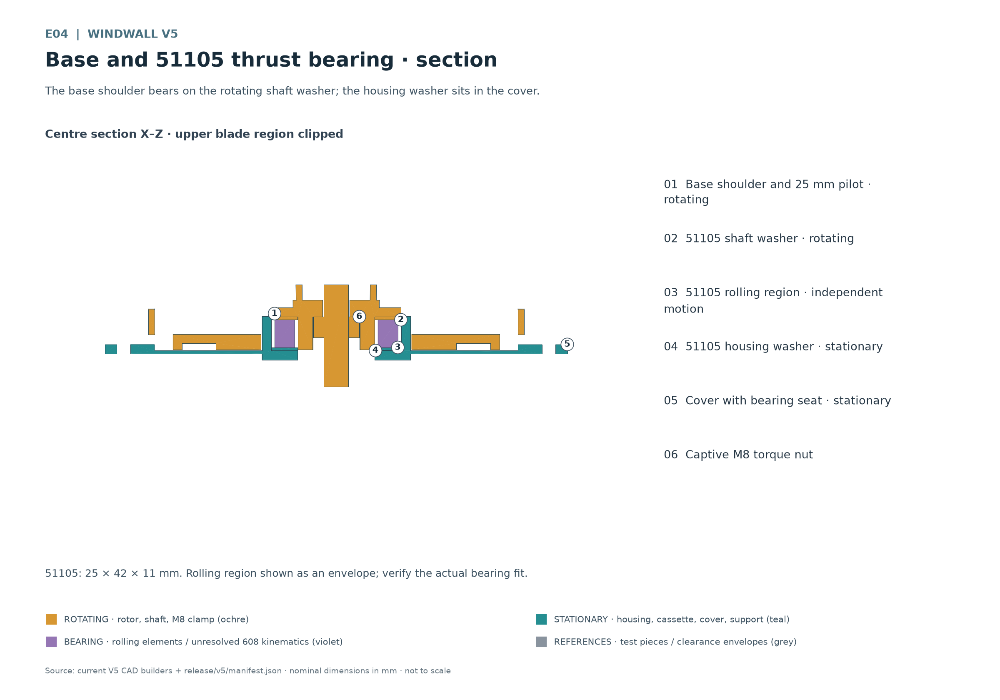 E04 | WINDWALL V5
Base and 51105 thrust bearing · section
The base shoulder bears on the rotating shaft washer; the housing washer sits in the cover.
Centre section X–Z · upper blade region clipped
01 Base shoulder and 25 mm pilot ·
rotating
02 51105 shaft washer · rotating
03 51105 rolling region · independent
motion
04 51105 housing washer · stationary
05 Cover with bearing seat · stationary
06 Captive M8 torque nut
1
6
2
5
3
4
51105: 25 × 42 × 11 mm. Rolling region shown as an envelope; verify the actual bearing fit.
ROTATING · rotor, shaft, M8 clamp (ochre)
STATIONARY · housing, cassette, cover, support (teal)
BEARING · rolling elements / unresolved 608 kinematics (violet)
REFERENCES · test pieces / clearance envelopes (grey)
Source: current V5 CAD builders + release/v5/manifest.json · nominal dimensions in mm · not to scale